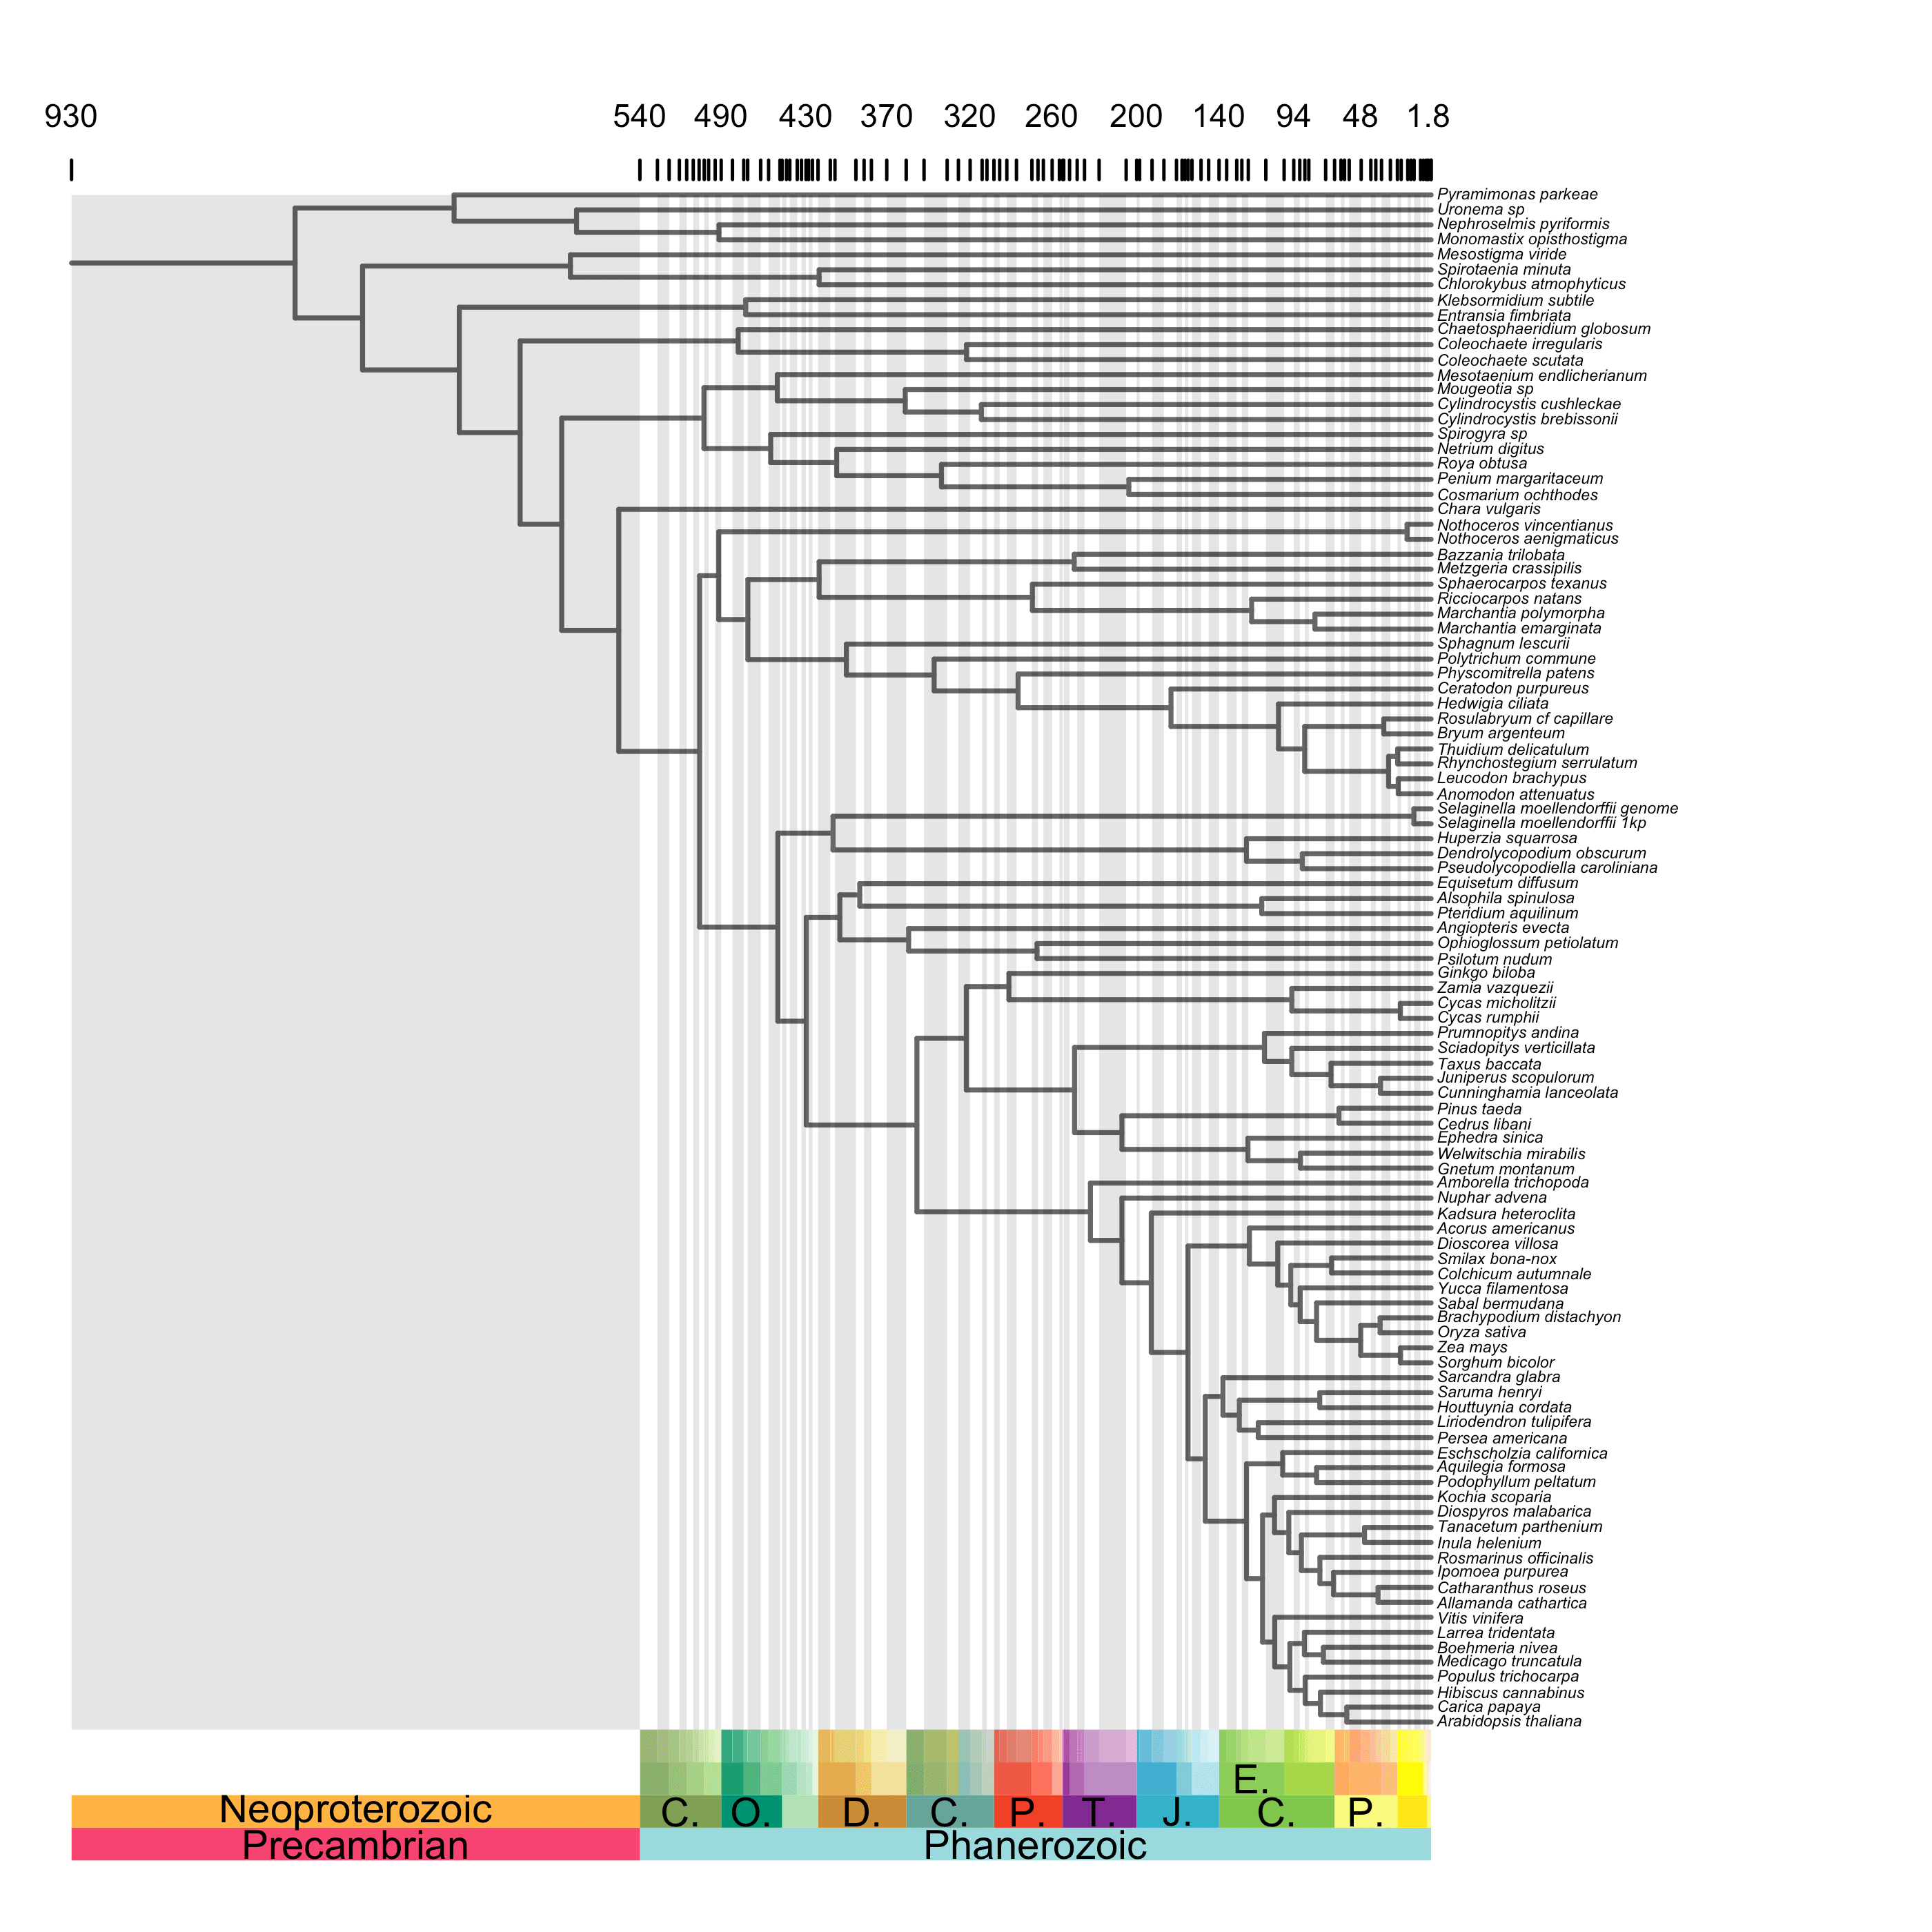 930 540 490 430 370 320 260 200 140 94 48 1.8
Pyramimonas parkeae
Uronema sp
Nephroselmis pyriformis
Monomastix opisthostigma
Mesostigma viride
Spirotaenia minuta
Chlorokybus atmophyticus
Klebsormidium subtile
Entransia fimbriata
Chaetosphaeridium globosum
Coleochaete irregularis
Coleochaete scutata
Mesotaenium endlicherianum
Mougeotia sp
Cylindrocystis cushleckae
Cylindrocystis brebissonii
Spirogyra sp
Netrium digitus
Roya obtusa
Penium margaritaceum
Cosmarium ochthodes
Chara vulgaris
Nothoceros vincentianus
Nothoceros aenigmaticus
Bazzania trilobata
Metzgeria crassipilis
Sphaerocarpos texanus
Ricciocarpos natans
Marchantia polymorpha
Marchantia emarginata
Sphagnum lescurii
Polytrichum commune
Physcomitrella patens
Ceratodon purpureus
Hedwigia ciliata
Rosulabryum cf capillare
Bryum argenteum
Thuidium delicatulum
Rhynchostegium serrulatum
Leucodon brachypus
Anomodon attenuatus
Selaginella moellendorffii genome
Selaginella moellendorffii 1kp
Huperzia squarrosa
Dendrolycopodium obscurum
Pseudolycopodiella caroliniana
Equisetum diffusum
Alsophila spinulosa
Pteridium aquilinum
Angiopteris evecta
Ophioglossum petiolatum
Psilotum nudum
Ginkgo biloba
Zamia vazquezii
Cycas micholitzii
Cycas rumphii
Prumnopitys andina
Sciadopitys verticillata
Taxus baccata
Juniperus scopulorum
Cunninghamia lanceolata
Pinus taeda
Cedrus libani
Ephedra sinica
Welwitschia mirabilis
Gnetum montanum
Amborella trichopoda
Nuphar advena
Kadsura heteroclita
Acorus americanus
Dioscorea villosa
Smilax bona-nox
Colchicum autumnale
Yucca filamentosa
Sabal bermudana
Brachypodium distachyon
Oryza sativa
Zea mays
Sorghum bicolor
Sarcandra glabra
Saruma henryi
Houttuynia cordata
Liriodendron tulipifera
Persea americana
Eschscholzia californica
Aquilegia formosa
Podophyllum peltatum
Kochia scoparia
Diospyros malabarica
Tanacetum parthenium
Inula helenium
Rosmarinus officinalis
Ipomoea purpurea
Catharanthus roseus
Allamanda cathartica
Vitis vinifera
Larrea tridentata
Boehmeria nivea
Medicago truncatula
Populus trichocarpa
Hibiscus cannabinus
Carica papaya
Arabidopsis thaliana
E.
Neoproterozoic C. O. D. C. P. T. J. C. P.
Precambrian Phanerozoic